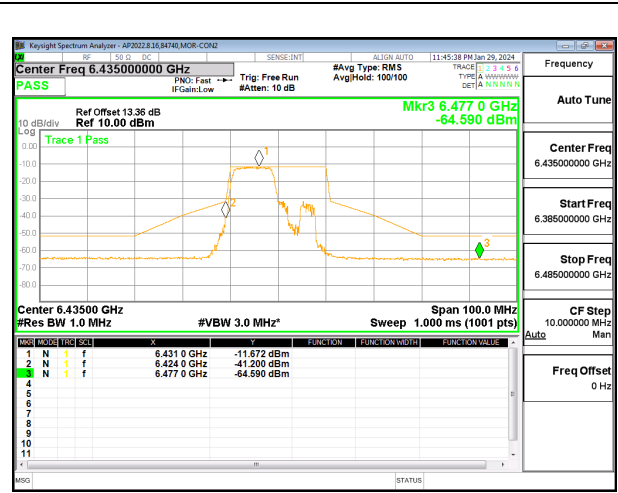 Keysight Spectrum Analyzer - AP2022.8.16,84740,MOR-CON2
RF 50 Ω DC SENSE:INT ALIGN AUTO 11:45:38 PM Jan 29, 2024
Center Freq 6.435000000 GHz
PNO: Fast
IFGain:Low
Trig: Free Run
#Atten: 10 dB
#Avg Type: RMS
Avg|Hold: 100/100
TRACE 1 2 3 4 5 6
TYPE A WWWWW
DET A N N N N N
PASS
Ref Offset 13.36 dB
Ref 10.00 dBm
10 dB/div
Log
Mkr3 6.477 0 GHz
-64.590 dBm
Trace 1 Pass
0.00
-10.0
-20.0
-30.0
-40.0
-50.0
-60.0
-70.0
-80.0
1
2
3
Center 6.43500 GHz
Span 100.0 MHz
#Res BW 1.0 MHz
#VBW 3.0 MHz*
Sweep 1.000 ms (1001 pts)
MKR MODE TRC SCL X Y FUNCTION FUNCTION WIDTH FUNCTION VALUE
1 N 1 f 6.431 0 GHz -11.672 dBm
2 N 1 f 6.424 0 GHz -41.200 dBm
3 N 1 f 6.477 0 GHz -64.590 dBm
4
5
6
7
8
9
10
11
MSG
STATUS
Frequency
Auto Tune
Center Freq
6.435000000 GHz
Start Freq
6.385000000 GHz
Stop Freq
6.485000000 GHz
CF Step
10.000000 MHz
Auto Man
Freq Offset
0 Hz